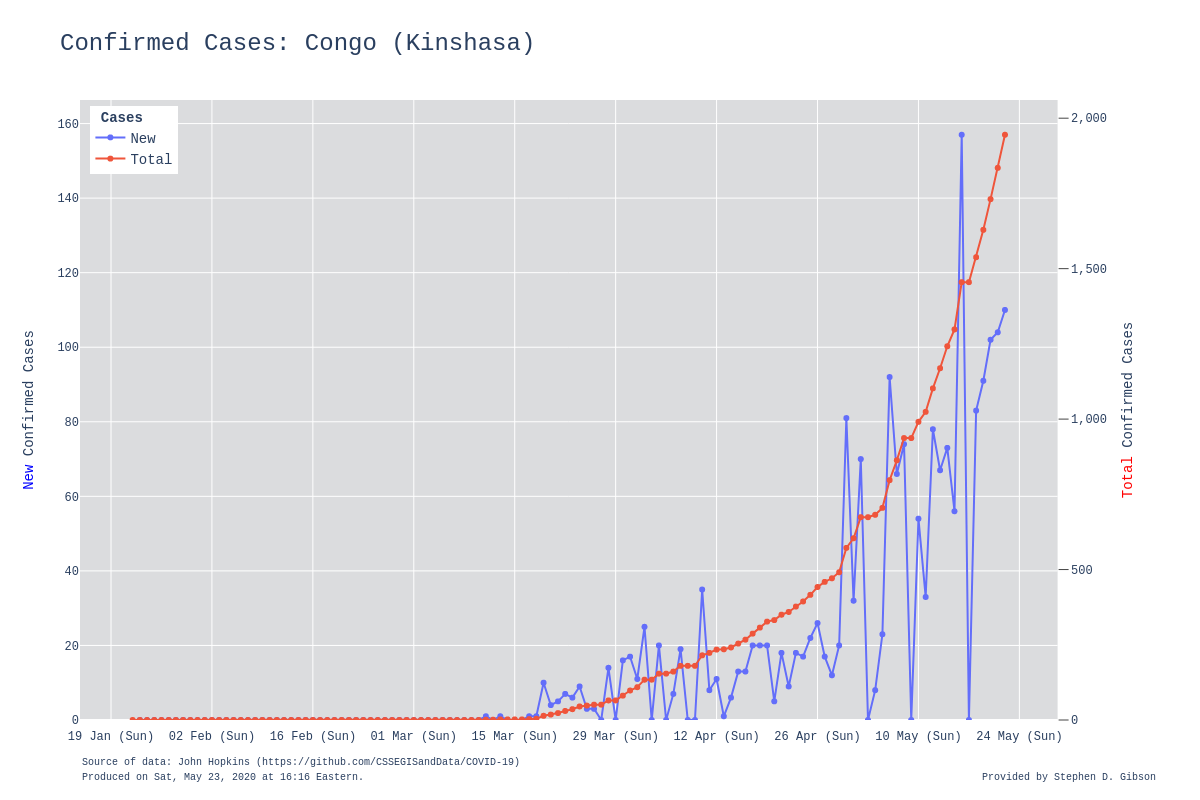 Confirmed Cases: Congo (Kinshasa)
Cases
New
Total
160
140
120
100
80
60
40
20
0
2,000
1,500
1,000
500
0
New Confirmed Cases
Total Confirmed Cases
19 Jan (Sun) 02 Feb (Sun) 16 Feb (Sun) 01 Mar (Sun) 15 Mar (Sun) 29 Mar (Sun) 12 Apr (Sun) 26 Apr (Sun) 10 May (Sun) 24 May (Sun)
Source of data: John Hopkins (https://github.com/CSSEGISandData/COVID-19)
Produced on Sat, May 23, 2020 at 16:16 Eastern.
Provided by Stephen D. Gibson